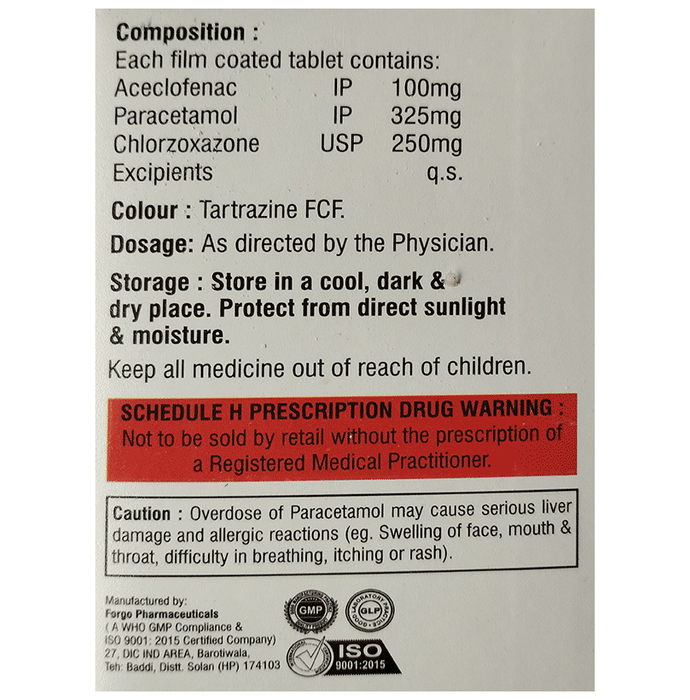 Composition :
Each film coated tablet contains:
Aceclofenac IP 100mg
Paracetamol IP 325mg
Chlorzoxazone USP 250mg
Excipients q.s.
Colour : Tartrazine FCF.
Dosage: As directed by the Physician.
Storage : Store in a cool, dark &
dry place. Protect from direct sunlight
& moisture.
Keep all medicine out of reach of children.
SCHEDULE H PRESCRIPTION DRUG WARNING :
Not to be sold by retail without the prescription of
a Registered Medical Practitioner.
Caution : Overdose of Paracetamol may cause serious liver
damage and allergic reactions (eg. Swelling of face, mouth &
throat, difficulty in breathing, itching or rash).
Manufactured by:
Forgo Pharmaceuticals
( A WHO GMP Compliance &
ISO 9001: 2015 Certified Company)
27, DIC IND AREA, Barotiwala,
Teh: Baddi, Distt. Solan (HP) 174103
GMP
GLP
ISO
9001:2015